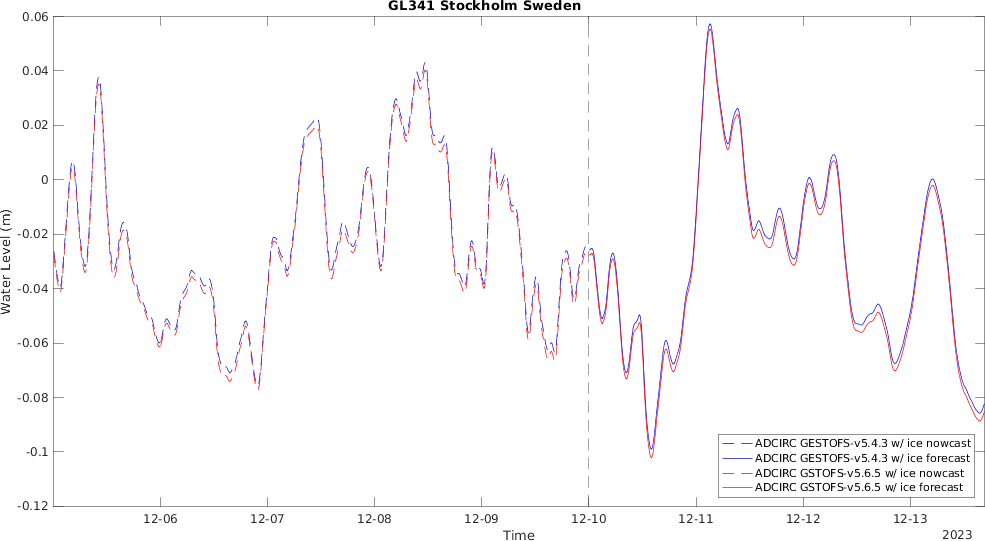 GL341 Stockholm Sweden
0.06
0.04
0.02
0
-0.02
-0.04
-0.06
-0.08
-0.1
-0.12
Water Level (m)
ADCIRC GESTOFS-v5.4.3 w/ ice nowcast
ADCIRC GESTOFS-v5.4.3 w/ ice forecast
ADCIRC GSTOFS-v5.6.5 w/ ice nowcast
ADCIRC GSTOFS-v5.6.5 w/ ice forecast
12-06 12-07 12-08 12-09 12-10 12-11 12-12 12-13
Time
2023